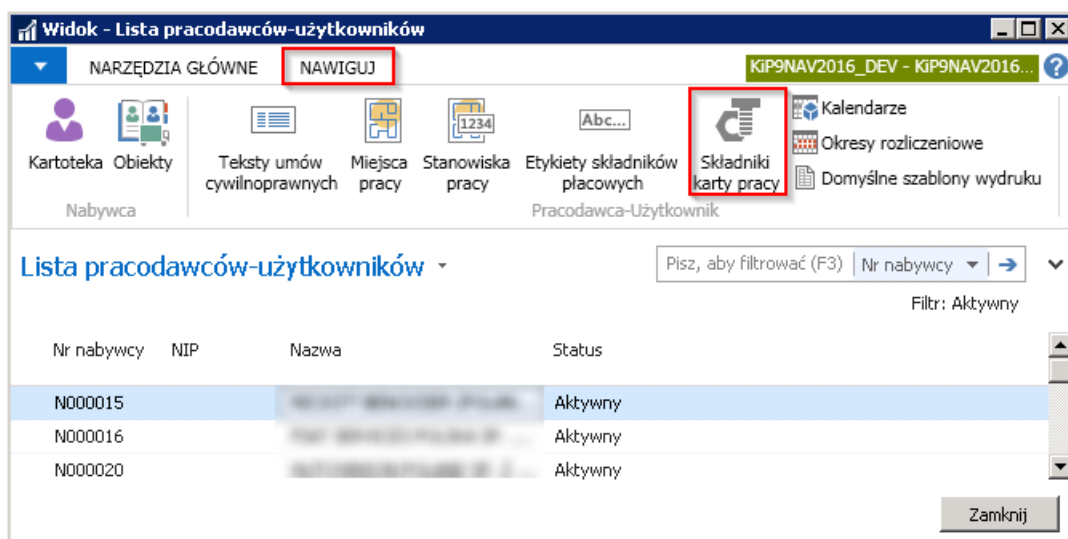 Widok - Lista pracodawców-użytkowników
NARZĘDZIA GŁÓWNE NAWIGUJ KiP9NAV2016_DEV - KiP9NAV2016... ?
Kartoteka Obiekty Teksty umów cywilnoprawnych Miejsca pracy 1234 Stanowiska pracy Abc... Etykiety składników płacowych Składniki karty pracy
Kalendarze
Okresy rozliczeniowe
Domyślne szablony wydruku
Nabywca Pracodawca-Użytkownik
Lista pracodawców-użytkowników Pisz, aby filtrować (F3) Nr nabywcy
Filtr: Aktywny
Nr nabywcy NIP Nazwa Status
N000015 Aktywny
N000016 Aktywny
N000020 Aktywny
Zamknij